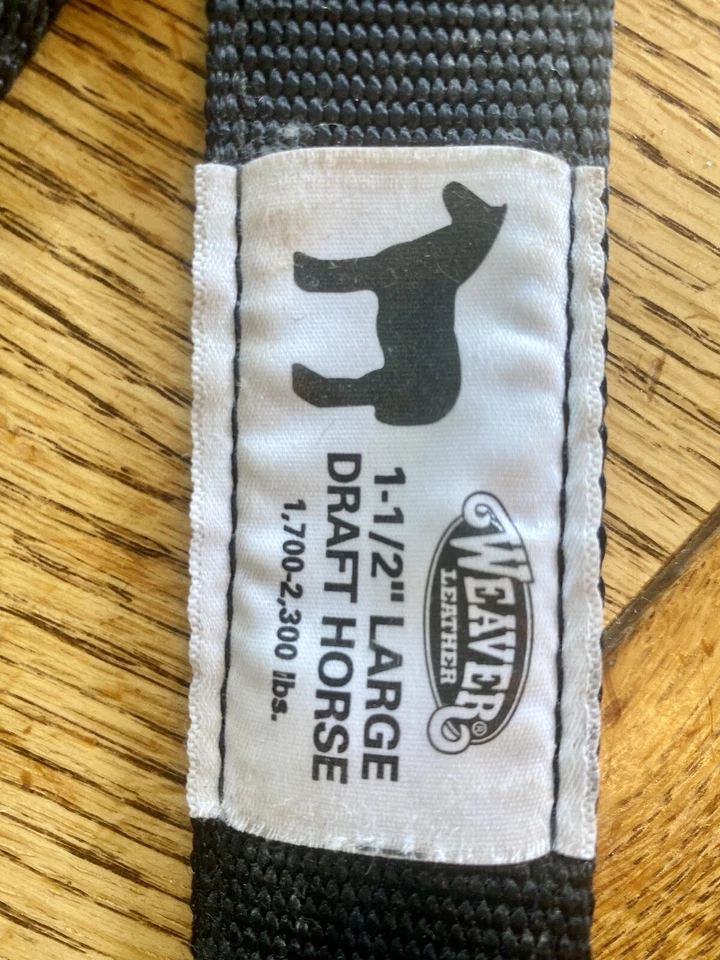 WEAVER®
LEATHER
1-1/2" LARGE
DRAFT HORSE
1,700-2,300 lbs.